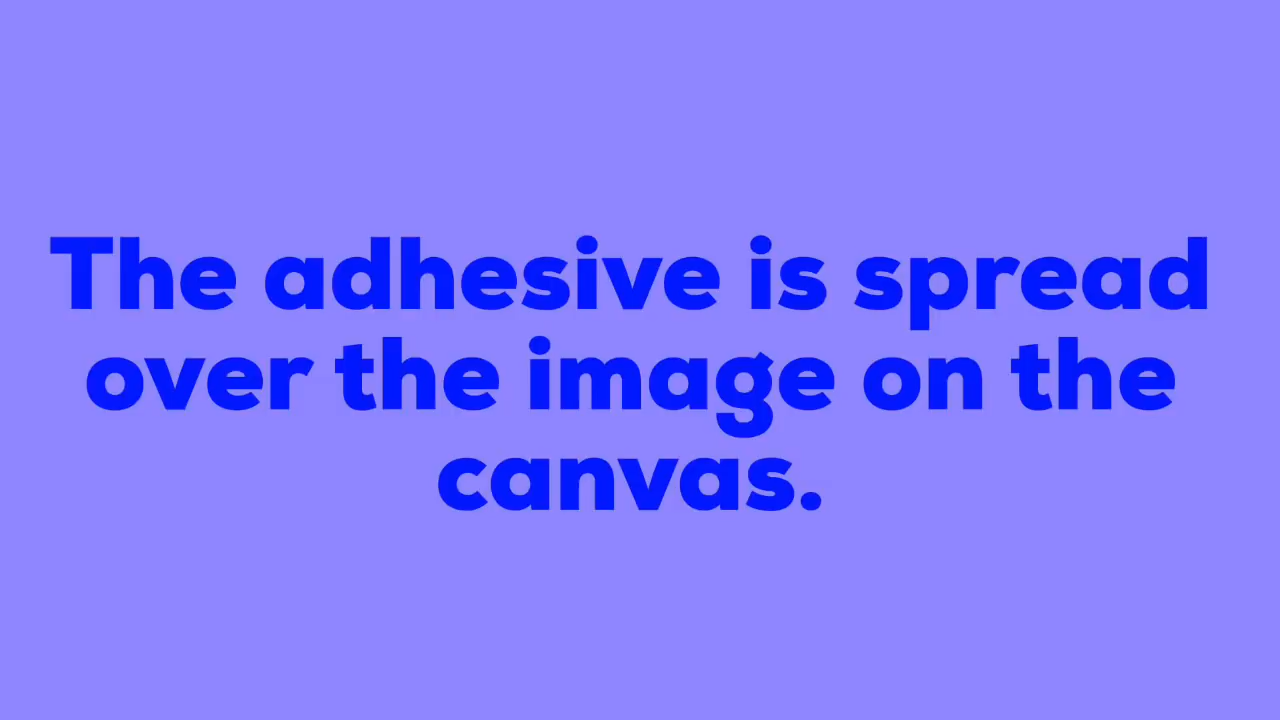 The adhesive is spread
over the image on the
canvas.